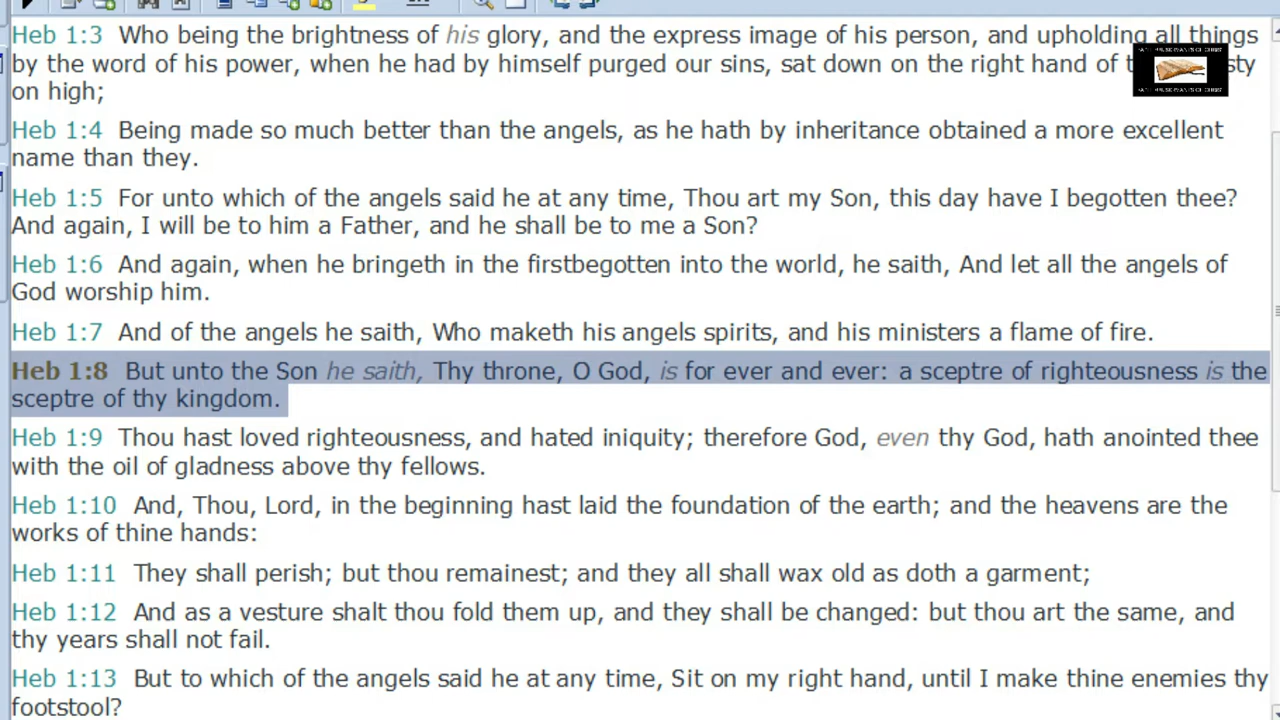 Heb 1:3 Who being the brightness of his glory, and the express image of his person, and upholding all things
by the word of his power, when he had by himself purged our sins, sat down on the right hand of
on high;
Heb 1:4 Being made so much better than the angels, as he hath by inheritance obtained a more excellent
name than they.
Heb 1:5 For unto which of the angels said he at any time, Thou art my Son, this day have I begotten thee?
And again, I will be to him a Father, and he shall be to me a Son?
Heb 1:6 And again, when he bringeth in the firstbegotten into the world, he saith, And let all the angels of
God worship him.
Heb 1:7 And of the angels he saith, Who maketh his angels spirits, and his ministers a flame of fire.
Heb 1:8 But unto the Son he saith, Thy throne, O God, is for ever and ever: a sceptre of righteousness is the
sceptre of thy kingdom.
Heb 1:9 Thou hast loved righteousness, and hated iniquity; therefore God, even thy God, hath anointed thee
with the oil of gladness above thy fellows.
Heb 1:10 And, Thou, Lord, in the beginning hast laid the foundation of the earth; and the heavens are the
works of thine hands:
Heb 1:11 They shall perish; but thou remainest; and they all shall wax old as doth a garment;
Heb 1:12 And as a vesture shalt thou fold them up, and they shall be changed: but thou art the same, and
thy years shall not fail.
Heb 1:13 But to which of the angels said he at any time, Sit on my right hand, until I make thine enemies thy
footstool?